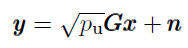 y = √p_u Gx + n